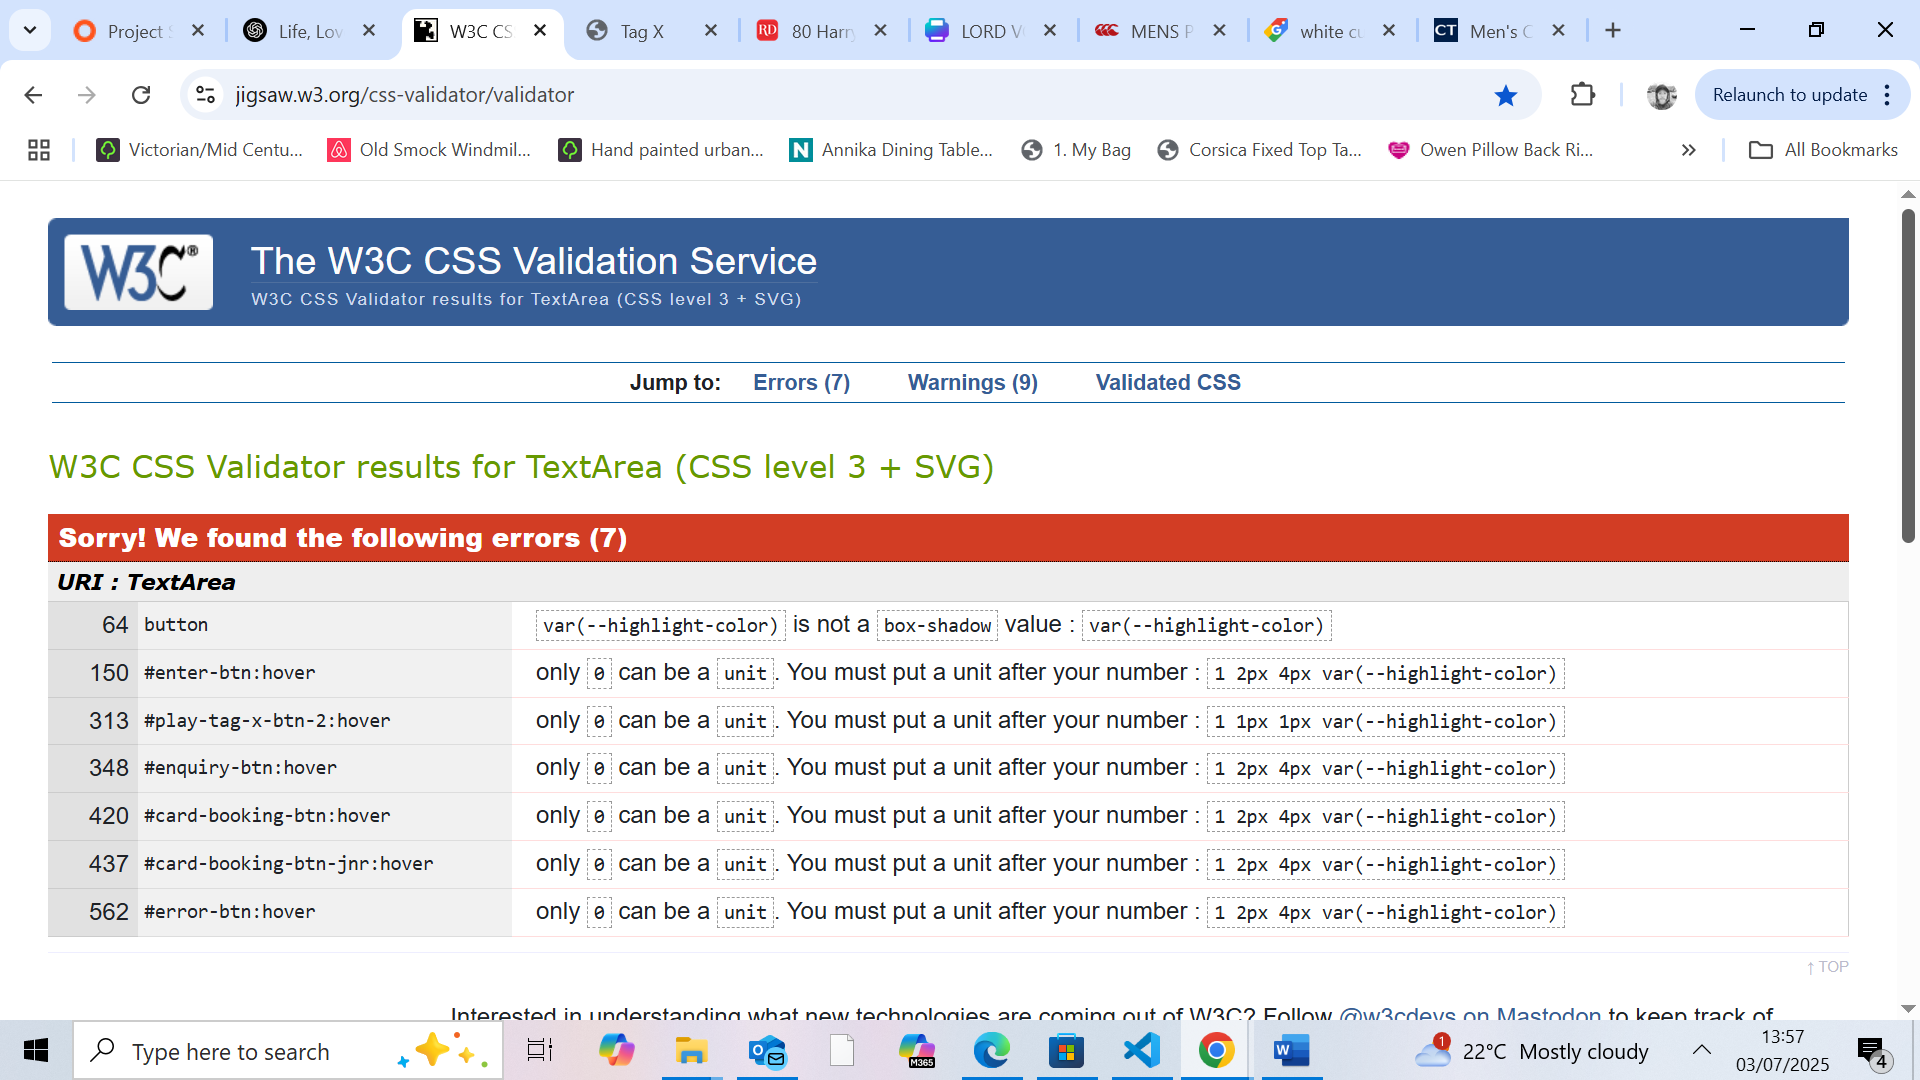 Project S
Life, Lov
W3C CS
Tag X
RD
80 Harry
LORD V
MENS P
white cu
CT
Men's C
jigsaw.w3.org/css-validator/validator
Relaunch to update
Victorian/Mid Centu...
Old Smock Windmil...
Hand painted urban...
N
Annika Dining Table...
1. My Bag
Corsica Fixed Top Ta...
Owen Pillow Back Ri...
All Bookmarks
W3C®
The W3C CSS Validation Service
W3C CSS Validator results for TextArea (CSS level 3 + SVG)
Jump to: Errors (7) Warnings (9) Validated CSS
W3C CSS Validator results for TextArea (CSS level 3 + SVG)
Sorry! We found the following errors (7)
URI : TextArea
64 button var(--highlight-color) is not a box-shadow value : var(--highlight-color)
150 #enter-btn:hover only 0 can be a unit. You must put a unit after your number : 1 2px 4px var(--highlight-color)
313 #play-tag-x-btn-2:hover only 0 can be a unit. You must put a unit after your number : 1 1px 1px var(--highlight-color)
348 #enquiry-btn:hover only 0 can be a unit. You must put a unit after your number : 1 2px 4px var(--highlight-color)
420 #card-booking-btn:hover only 0 can be a unit. You must put a unit after your number : 1 2px 4px var(--highlight-color)
437 #card-booking-btn-jnr:hover only 0 can be a unit. You must put a unit after your number : 1 2px 4px var(--highlight-color)
562 #error-btn:hover only 0 can be a unit. You must put a unit after your number : 1 2px 4px var(--highlight-color)
↑ TOP
Interested in understanding what new technologies are coming out of W3C? Follow @w3cdevs on Mastodon to keep track of
Type here to search
M365
W
1
22°C Mostly cloudy
13:57
03/07/2025
4